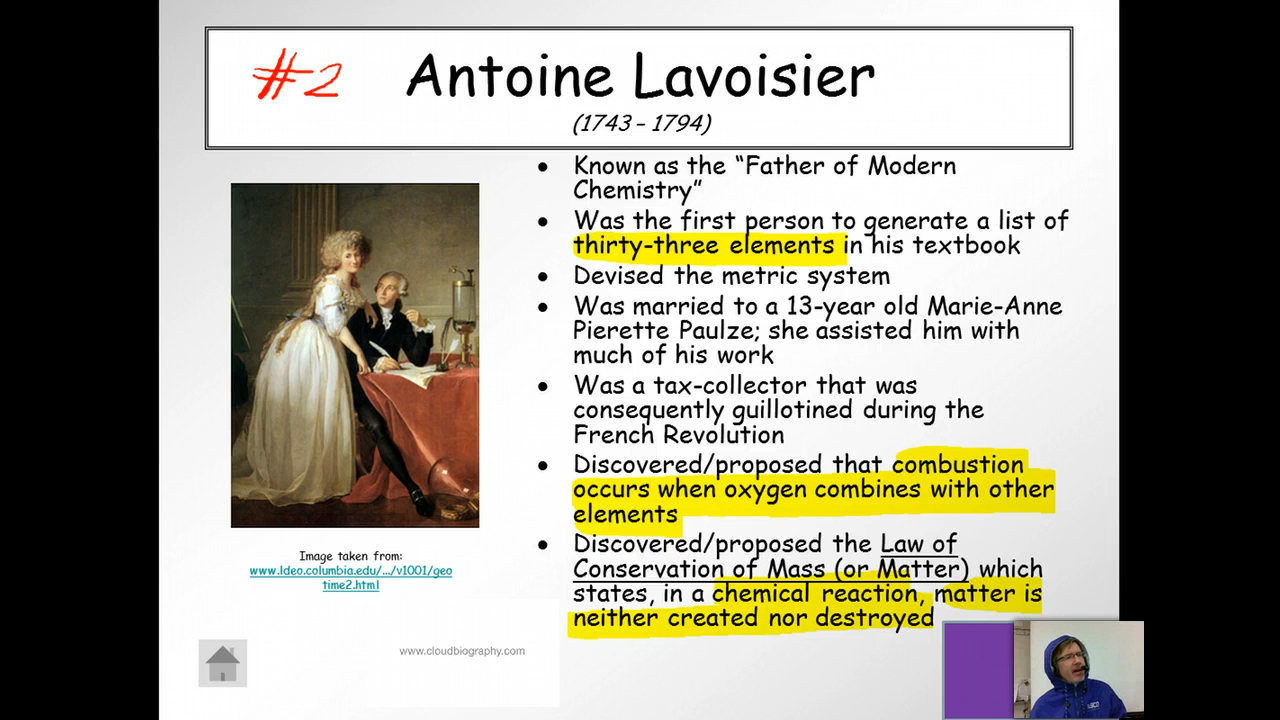 #2 Antoine Lavoisier
(1743 – 1794)
• Known as the “Father of Modern
Chemistry”
• Was the first person to generate a list of
thirty-three elements in his textbook
• Devised the metric system
• Was married to a 13-year old Marie-Anne
Pierette Paulze; she assisted him with
much of his work
• Was a tax-collector that was
consequently guillotined during the
French Revolution
• Discovered/proposed that combustion
occurs when oxygen combines with other
elements
• Discovered/proposed the Law of
Conservation of Mass (or Matter) which
states, in a chemical reaction, matter is
neither created nor destroyed
Image taken from:
www.ldeo.columbia.edu/.../v1001/geo
time2.html
www.cloudbiography.com